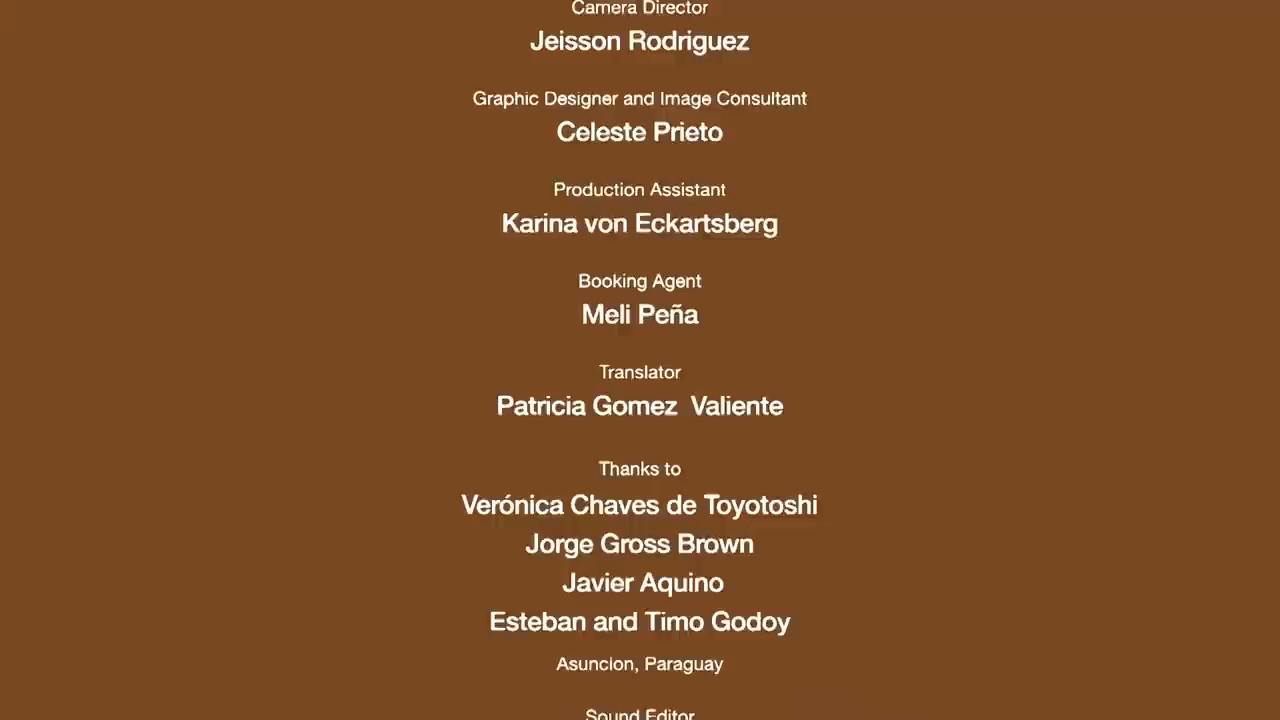 Camera Director
Jeisson Rodriguez
Graphic Designer and Image Consultant
Celeste Prieto
Production Assistant
Karina von Eckartsberg
Booking Agent
Meli Peña
Translator
Patricia Gomez  Valiente
Thanks to
Verónica Chaves de Toyotoshi
Jorge Gross Brown
Javier Aquino
Esteban and Timo Godoy
Asuncion, Paraguay
Sound Editor